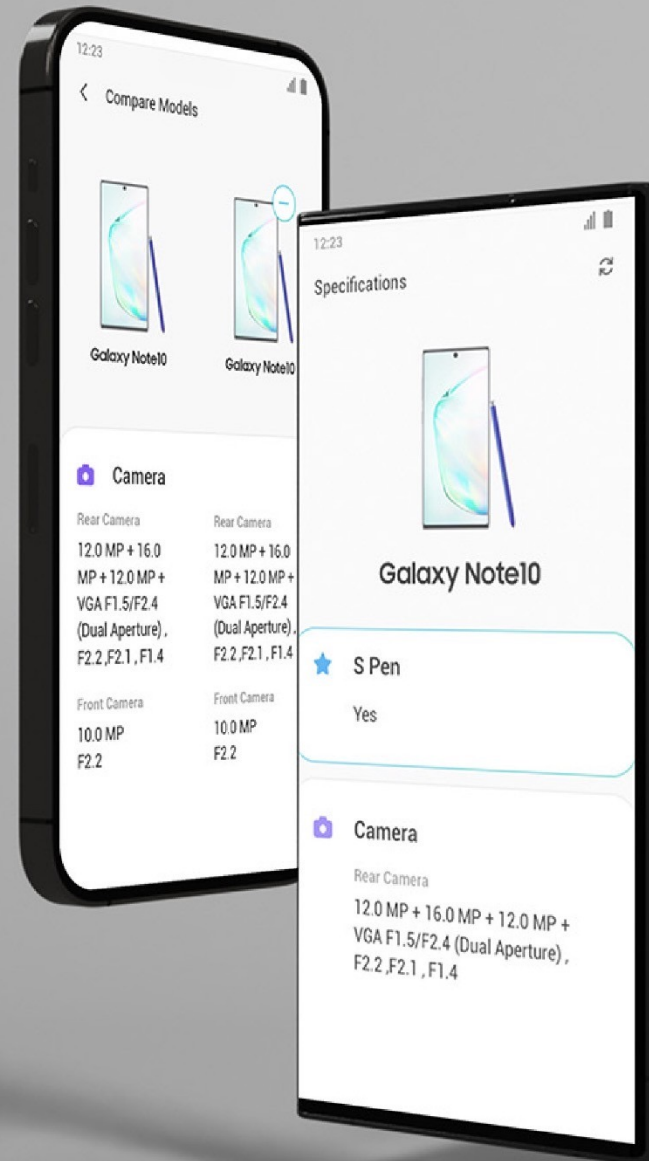 12:23
Compare Models
Galaxy Note10
Galaxy Note10
Camera
Rear Camera
12.0 MP + 16.0
MP + 12.0 MP +
VGA F1.5/F2.4
(Dual Aperture) ,
F2.2 ,F2.1 , F1.4
Front Camera
10.0 MP
F2.2
Rear Camera
12.0 MP + 16.0
MP + 12.0 MP +
VGA F1.5/F2.4
(Dual Aperture) ,
F2.2 ,F2.1 , F1.4
Front Camera
10.0 MP
F2.2
12:23
Specifications
Galaxy Note10
S Pen
Yes
Camera
Rear Camera
12.0 MP + 16.0 MP + 12.0 MP +
VGA F1.5/F2.4 (Dual Aperture) ,
F2.2 ,F2.1 , F1.4